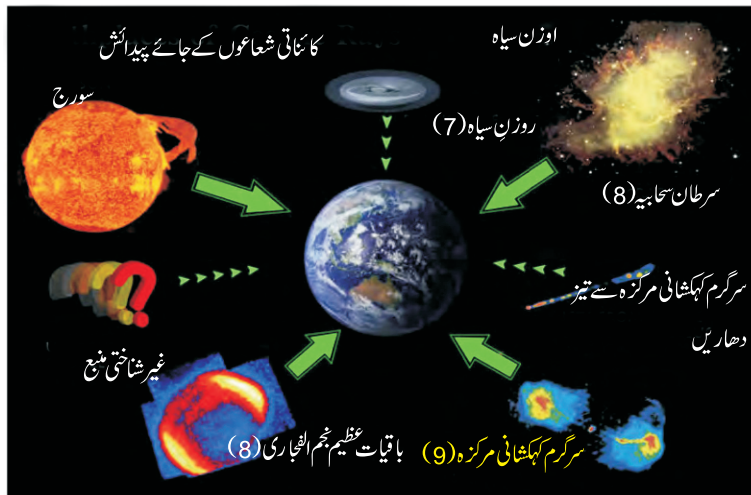 کائناتی شعاعوں کے جائے پیدائش
اوزن سیاہ
سورج
روزنِ سیاہ (7)
سرطان سحابیہ (8)
سرگرم کہکشانی مرکزہ سے تیز
دھاریں
غیر شناختی منبع
باقیات عظیم نجم الفجاری (8)
سرگرم کہکشانی مرکزہ (9)